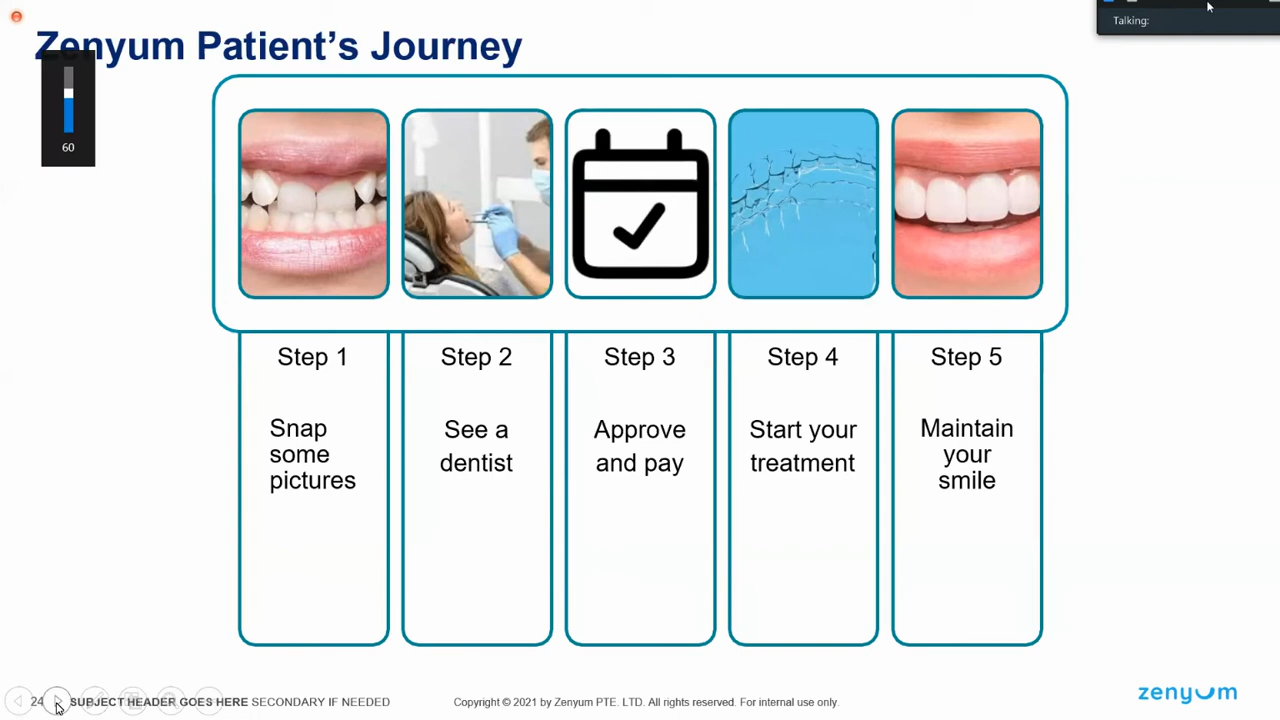 Talking:
Zenyum Patient's Journey
60
Step 1
Snap
some
pictures
Step 2
See a
dentist
Step 3
Approve
and pay
Step 4
Start your
treatment
Step 5
Maintain
your
smile
24
SUBJECT HEADER GOES HERE SECONDARY IF NEEDED
Copyright © 2021 by Zenyum PTE. LTD. All rights reserved. For internal use only.
zenyum